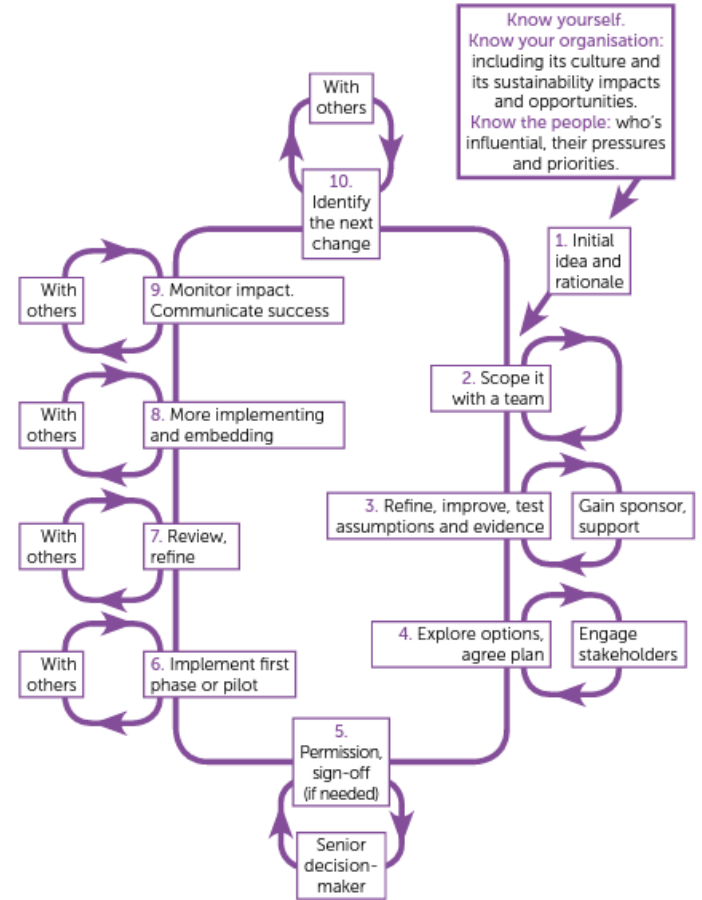 Know yourself.
Know your organisation:
including its culture and
its sustainability impacts
and opportunities.
Know the people: who's
influential, their pressures
and priorities.
1. Initial
idea and
rationale
2. Scope it
with a team
3. Refine, improve, test
assumptions and evidence
Gain sponsor,
support
4. Explore options,
agree plan
Engage
stakeholders
5.
Permission,
sign-off
(if needed)
Senior
decision-
maker
6. Implement first
phase or pilot
With
others
7. Review,
refine
With
others
8. More implementing
and embedding
With
others
9. Monitor impact.
Communicate success
With
others
10.
Identify
the next
change
With
others